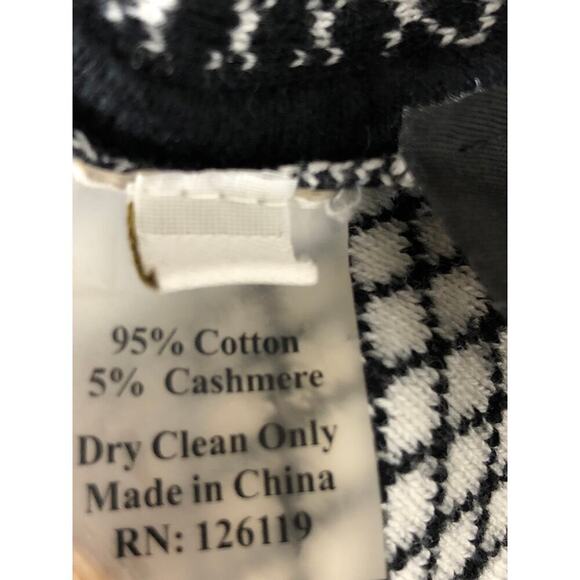 95% Cotton
5% Cashmere
Dry Clean Only
Made in China
RN: 126119